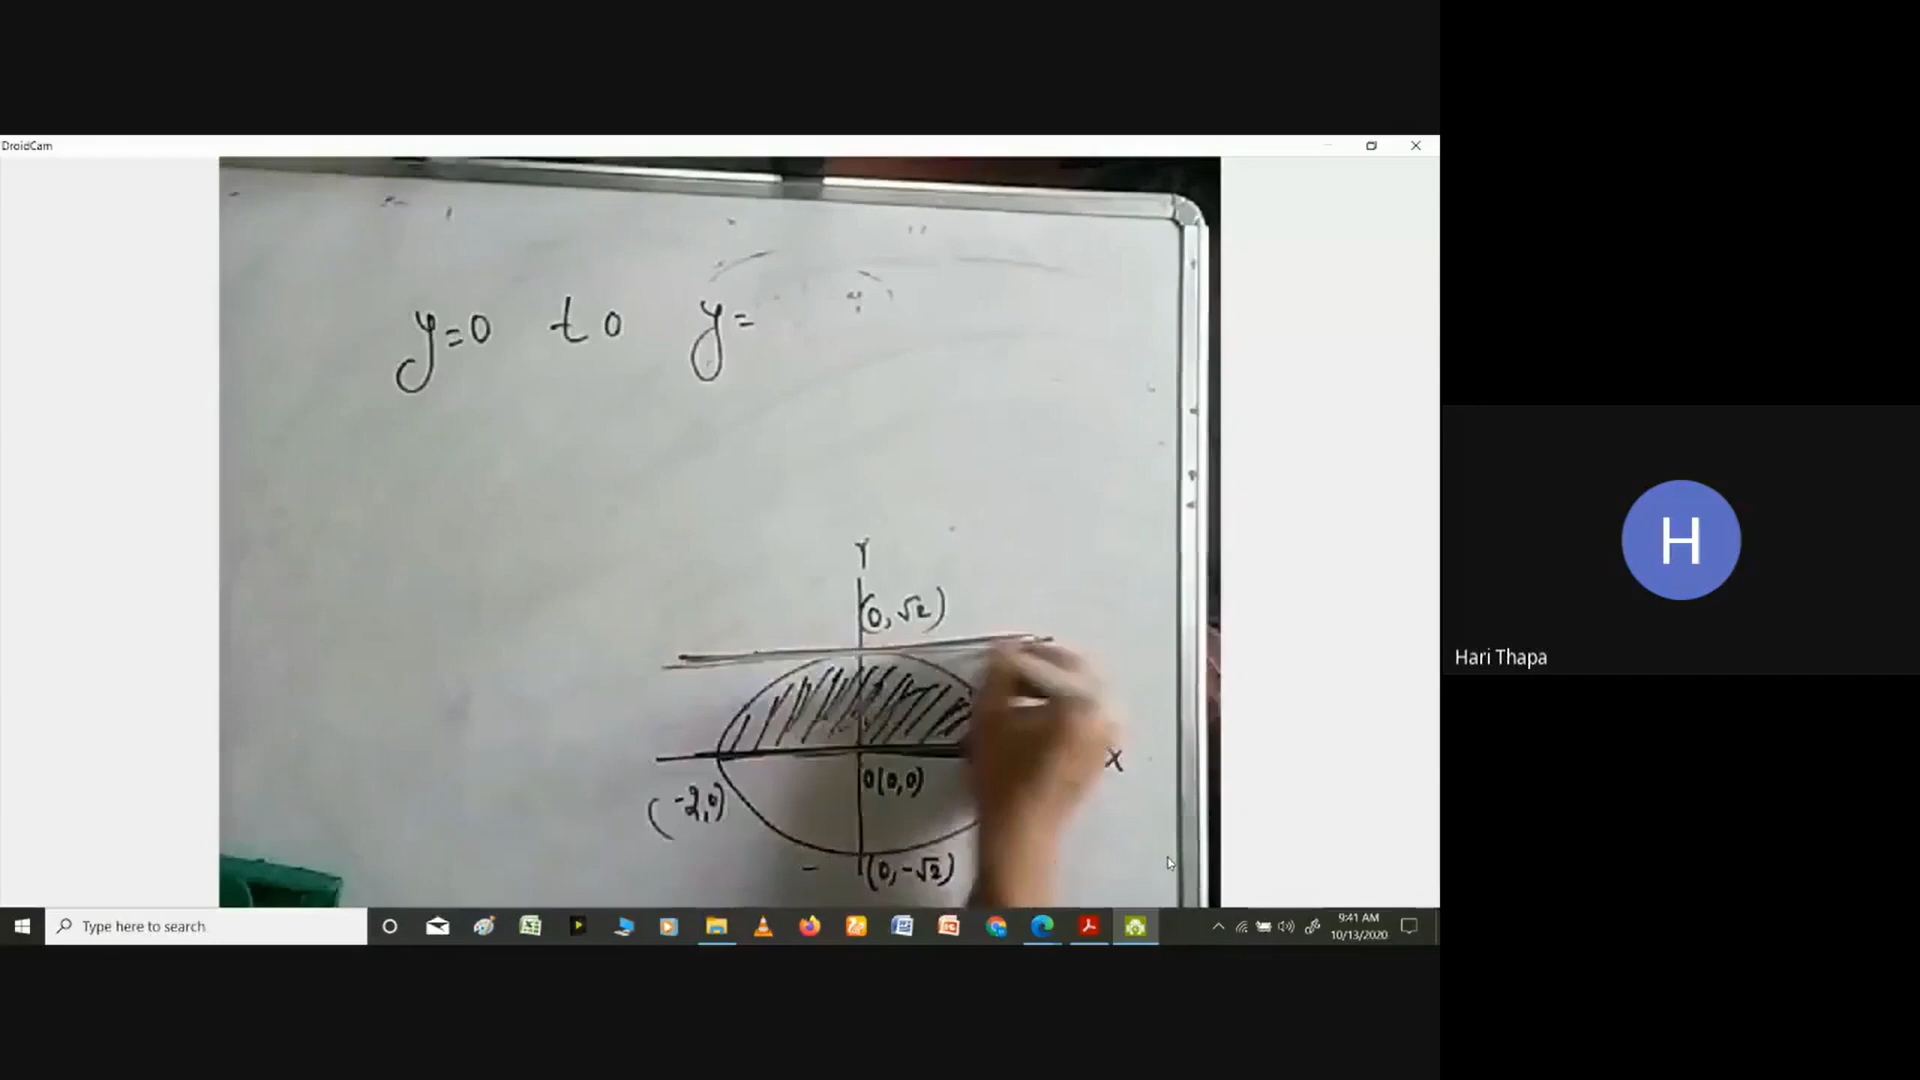 DroidCam
y=0 to y=
Y
(0, √2)
X
O(0,0)
(-2,0)
(0, -√2)
H
Hari Thapa
Type here to search
9:41 AM
10/13/2020